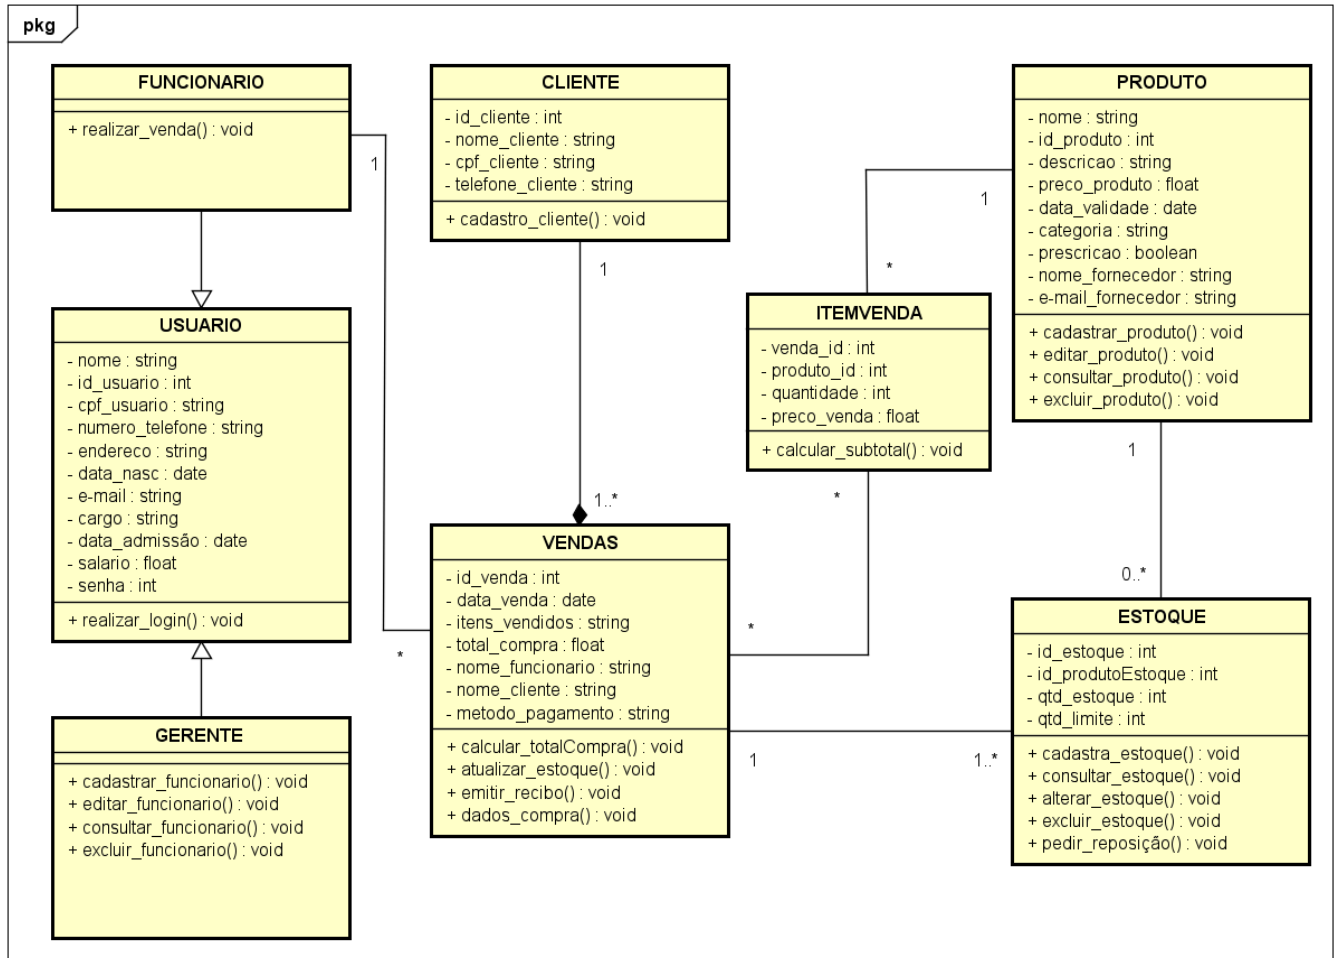 pkg
FUNCIONARIO
+ realizar_venda() : void
1
CLIENTE
- id_cliente : int
- nome_cliente : string
- cpf_cliente : string
- telefone_cliente : string
+ cadastro_cliente() : void
1
PRODUTO
- nome : string
- id_produto : int
- descricao : string
- preco_produto : float
- data_validade : date
- categoria : string
- prescricao : boolean
- nome_fornecedor : string
- e-mail_fornecedor : string
+ cadastrar_produto() : void
+ editar_produto() : void
+ consultar_produto() : void
+ excluir_produto() : void
1
*
1
USUARIO
- nome : string
- id_usuario : int
- cpf_usuario : string
- numero_telefone : string
- endereco : string
- data_nasc : date
- e-mail : string
- cargo : string
- data_admissão : date
- salario : float
- senha : int
+ realizar_login() : void
ITEMVENDA
- venda_id : int
- produto_id : int
- quantidade : int
- preco_venda : float
+ calcular_subtotal() : void
*
1..*
VENDAS
- id_venda : int
- data_venda : date
- itens_vendidos : string
- total_compra : float
- nome_funcionario : string
- nome_cliente : string
- metodo_pagamento : string
+ calcular_totalCompra() : void
+ atualizar_estoque() : void
+ emitir_recibo() : void
+ dados_compra() : void
*
*
1
1..*
0..*
ESTOQUE
- id_estoque : int
- id_produtoEstoque : int
- qtd_estoque : int
- qtd_limite : int
+ cadastra_estoque() : void
+ consultar_estoque() : void
+ alterar_estoque() : void
+ excluir_estoque() : void
+ pedir_reposição() : void
GERENTE
+ cadastrar_funcionario() : void
+ editar_funcionario() : void
+ consultar_funcionario() : void
+ excluir_funcionario() : void